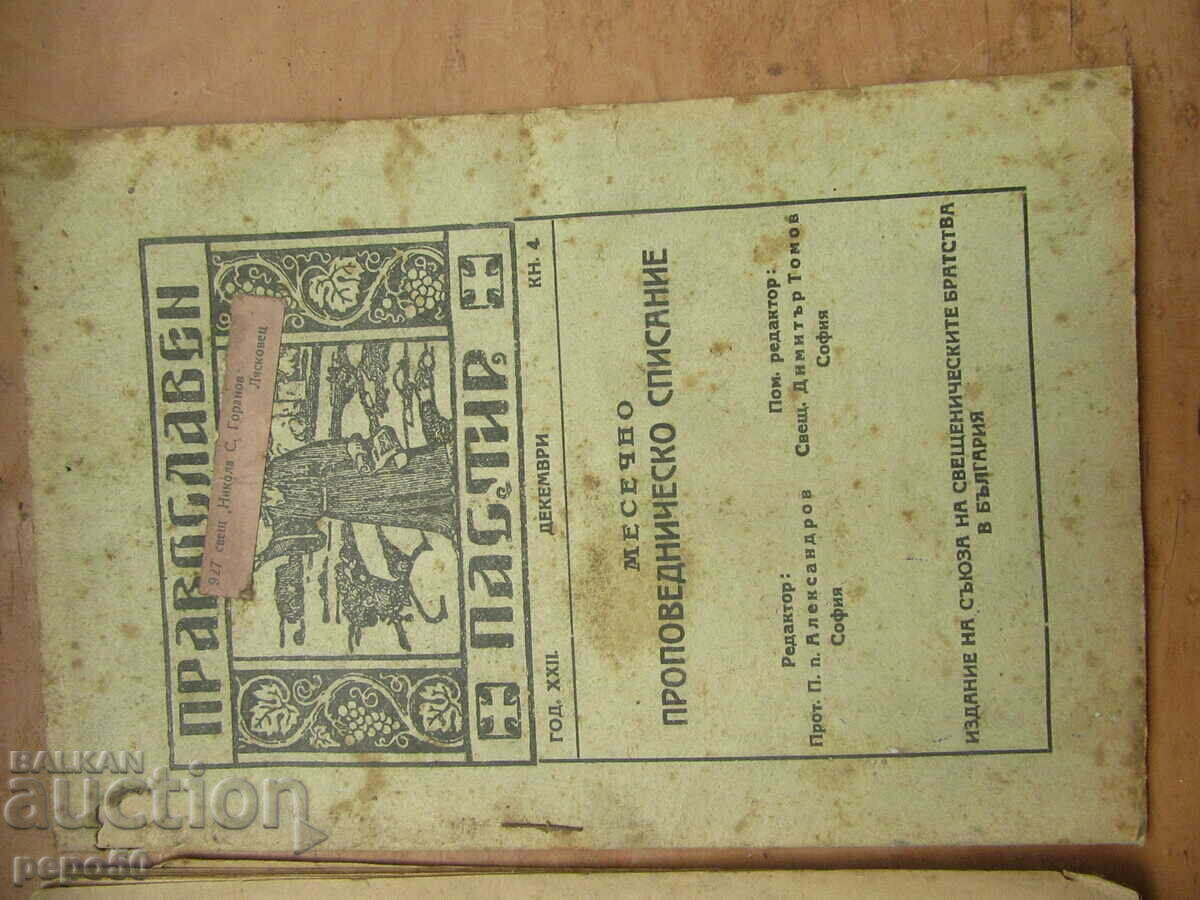 ПРАВОСЛАВЕН
927 свещ. Никола С. Горанов
Лясковец
ПАСТИР
ГОД. XXII. ДЕКЕМВРИ КН. 4
МЕСЕЧНО
ПРОПОВЕДНИЧЕСКО СПИСАНИЕ
Редактор: Пом. редактор:
Прот. П. п. Александров Свещ. Димитър Томов
София София
ИЗДАНИЕ НА СЪЮЗА НА СВЕЩЕНИЧЕСКИТЕ БРАТСТВА
В БЪЛГАРИЯ
BALKAN
auction
pepo50